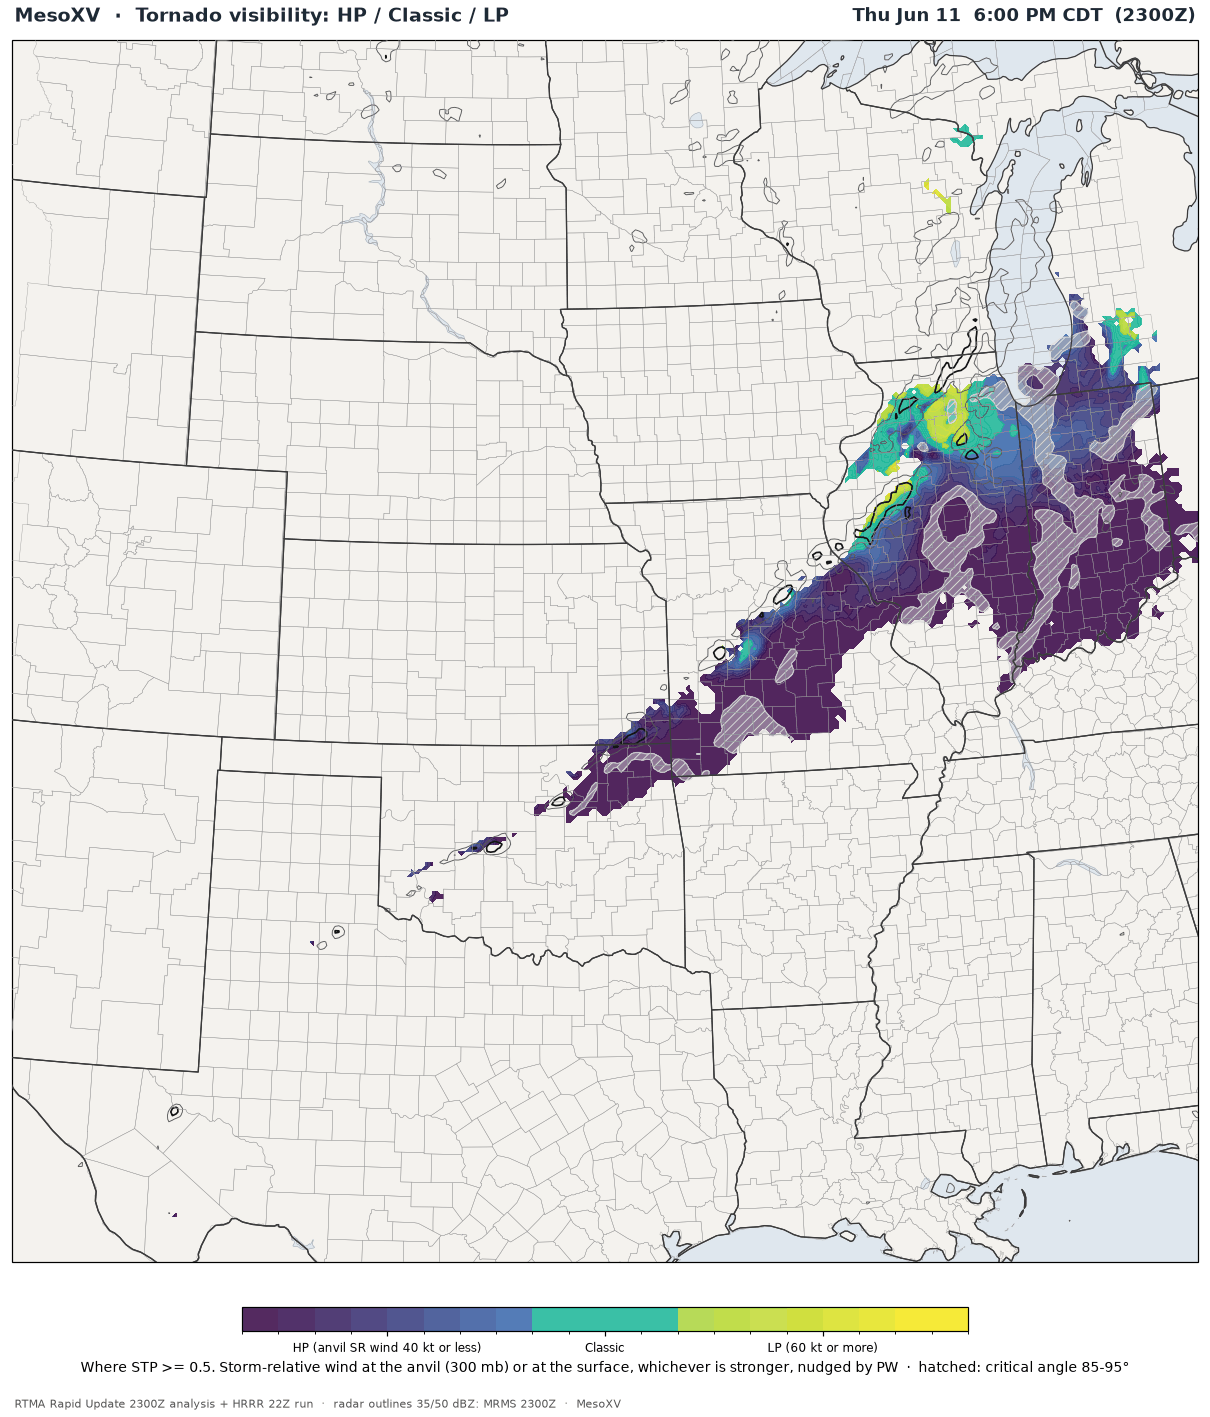 MesoXV · Tornado visibility: HP / Classic / LP
Thu Jun 11 6:00 PM CDT (2300Z)
HP (anvil SR wind 40 kt or less)
Classic
LP (60 kt or more)
Where STP >= 0.5. Storm-relative wind at the anvil (300 mb) or at the surface, whichever is stronger, nudged by PW · hatched: critical angle 85-95°
RTMA Rapid Update 2300Z analysis + HRRR 22Z run · radar outlines 35/50 dBZ: MRMS 2300Z · MesoXV